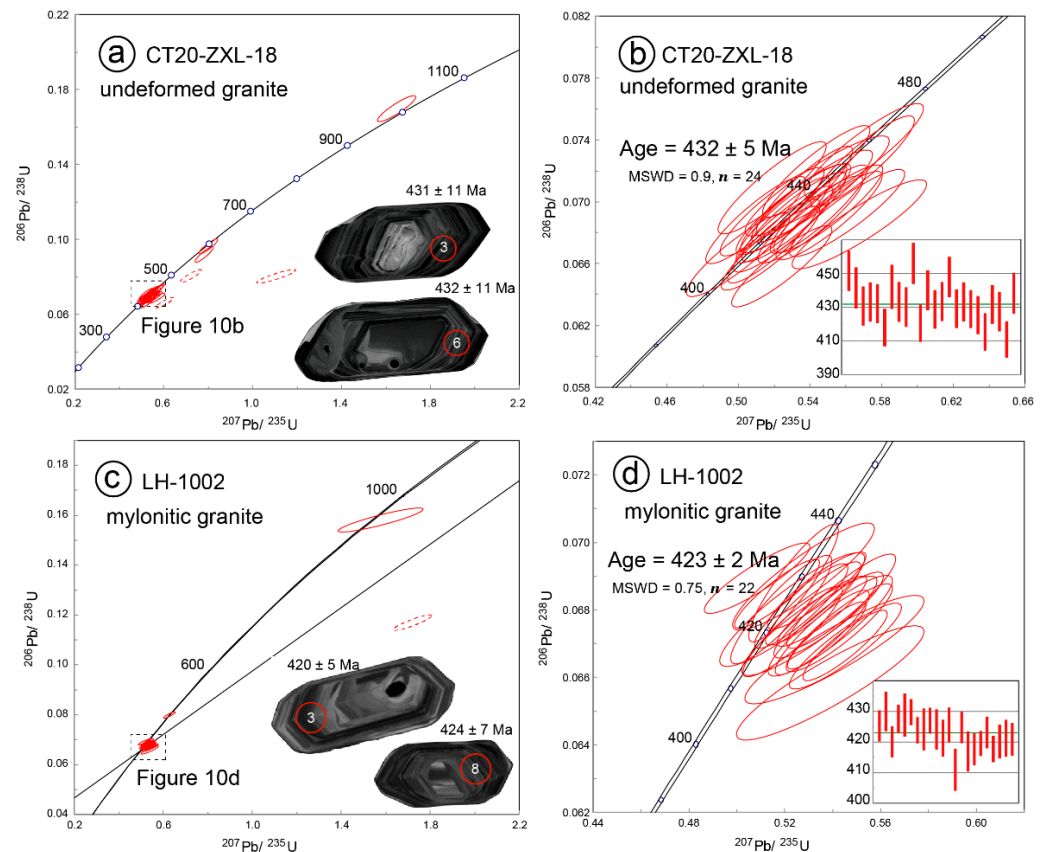 a CT20-ZXL-18
undeformed granite
0.22
0.18
0.14
0.10
0.06
0.02
206Pb/ 238U
1100
900
700
500
300
431 ± 11 Ma
3
432 ± 11 Ma
6
Figure 10b
0.2 0.6 1.0 1.4 1.8 2.2
207Pb/ 235U
b CT20-ZXL-18
undeformed granite
0.082
0.078
0.074
0.070
0.066
0.062
0.058
206Pb/ 238U
480
Age = 432 ± 5 Ma
MSWD = 0.9, n = 24
440
400
450
430
410
390
0.42 0.46 0.50 0.54 0.58 0.62 0.66
207Pb/ 235U
c LH-1002
mylonitic granite
0.18
0.16
0.14
0.12
0.10
0.08
0.06
0.04
206Pb/ 238U
1000
600
420 ± 5 Ma
3
424 ± 7 Ma
8
Figure 10d
0.2 0.6 1.0 1.4 1.8 2.2
207Pb/ 235U
d LH-1002
mylonitic granite
0.072
0.070
0.068
0.066
0.064
0.062
206Pb/ 238U
440
Age = 423 ± 2 Ma
MSWD = 0.75, n = 22
420
400
430
420
410
400
0.44 0.48 0.52 0.56 0.60
207Pb/ 235U